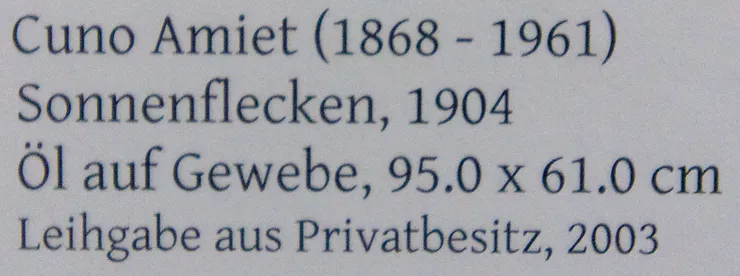 Cuno Amiet (1868 - 1961)
Sonnenflecken, 1904
Öl auf Gewebe, 95.0 x 61.0 cm
Leihgabe aus Privatbesitz, 2003